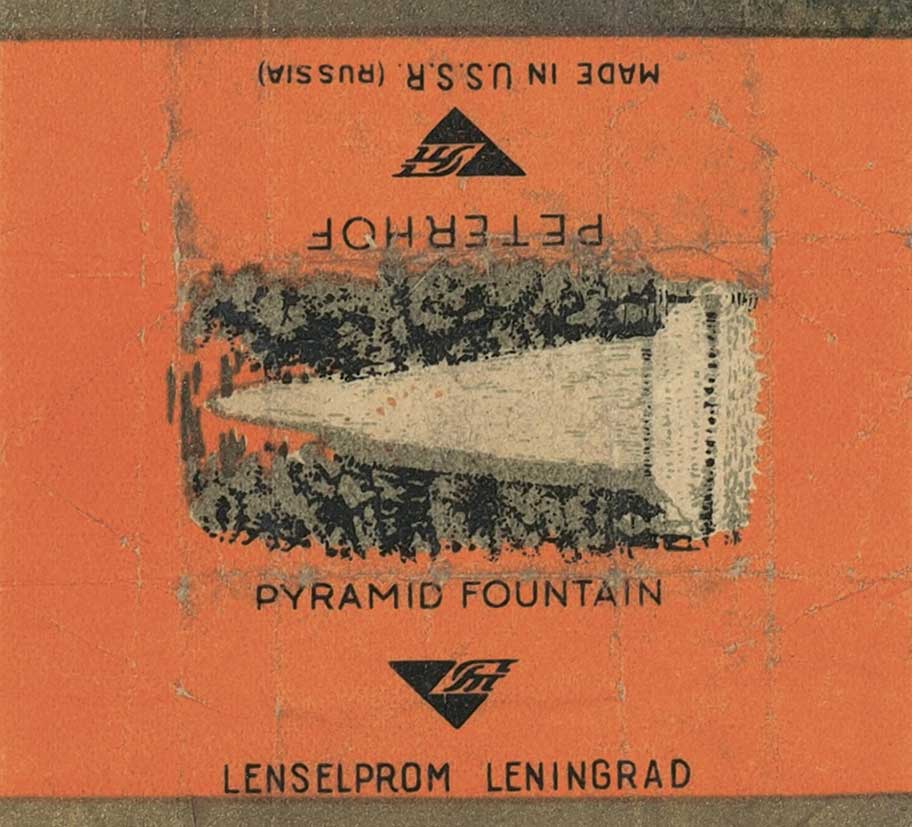 MADE IN U.S.S.R. (RUSSIA)
PETERHOF
PYRAMID FOUNTAIN
LENSELPROM LENINGRAD